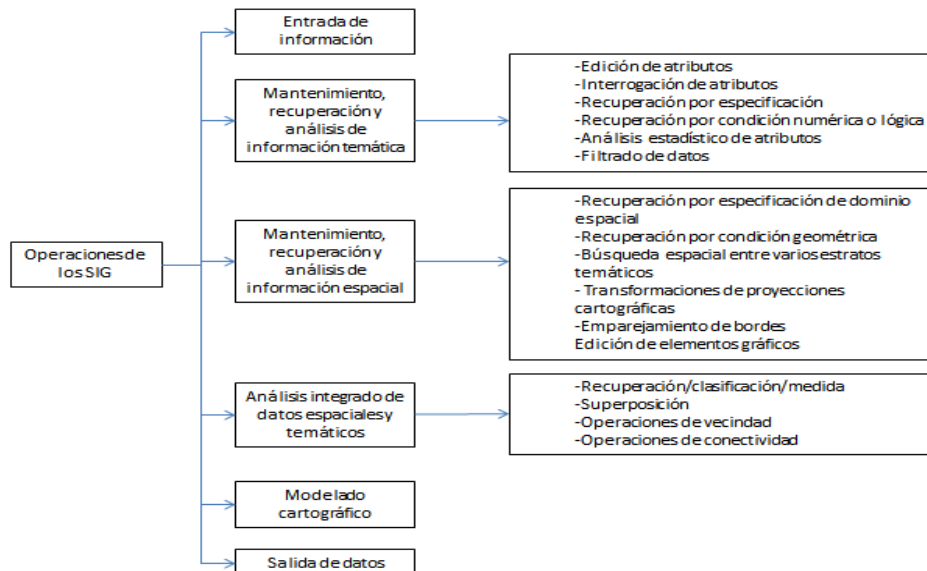 Operaciones de
los SIG
Entrada de
información
Mantenimiento,
recuperación y
análisis de
información temática
-Edición de atributos
-Interrogación de atributos
-Recuperación por especificación
-Recuperación por condición numérica o lógica
-Análisis estadístico de atributos
-Filtrado de datos
Mantenimiento,
recuperación y
análisis de
información espacial
-Recuperación por especificación de dominio
espacial
-Recuperación por condición geométrica
-Búsqueda espacial entre varios estratos
temáticos
- Transformaciones de proyecciones
cartográficas
-Emparejamiento de bordes
Edición de elementos gráficos
Análisis integrado de
datos espaciales y
temáticos
-Recuperación/clasificación/medida
-Superposición
-Operaciones de vecindad
-Operaciones de conectividad
Modelado
cartográfico
Salida de datos